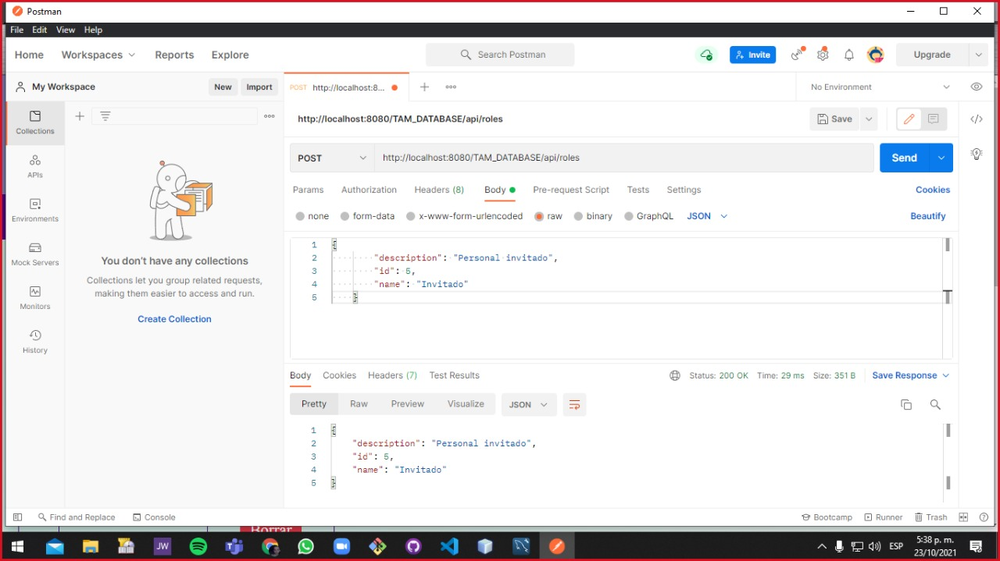 Postman
File Edit View Help
Home Workspaces Reports Explore Search Postman Invite Upgrade
My Workspace New Import POST http://localhost:8... No Environment
Collections
APIs
Environments
Mock Servers
Monitors
History
You don't have any collections
Collections let you group related requests,
making them easier to access and run.
Create Collection
http://localhost:8080/TAM_DATABASE/api/roles Save
POST http://localhost:8080/TAM_DATABASE/api/roles Send
Params Authorization Headers (8) Body Pre-request Script Tests Settings Cookies
none form-data x-www-form-urlencoded raw binary GraphQL JSON Beautify
1 {
2 "description": "Personal invitado",
3 "id": 5,
4 "name": "Invitado"
5 }
Body Cookies Headers (7) Test Results Status: 200 OK Time: 29 ms Size: 351 B Save Response
Pretty Raw Preview Visualize JSON
1 {
2 "description": "Personal invitado",
3 "id": 5,
4 "name": "Invitado"
5 }
Find and Replace Console Bootcamp Runner Trash
Borrar
JW ESP 5:38 p. m.
23/10/2021